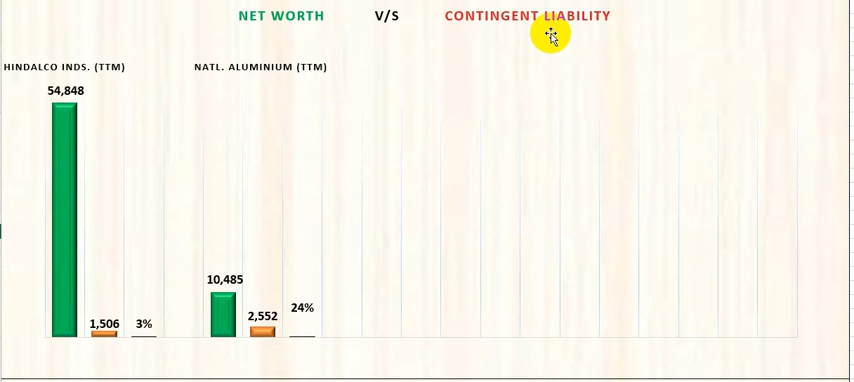 NET WORTH V/S CONTINGENT LIABILITY
HINDALCO INDS. (TTM) NATL. ALUMINIUM (TTM)
54,848
10,485
1,506 3% 2,552 24%